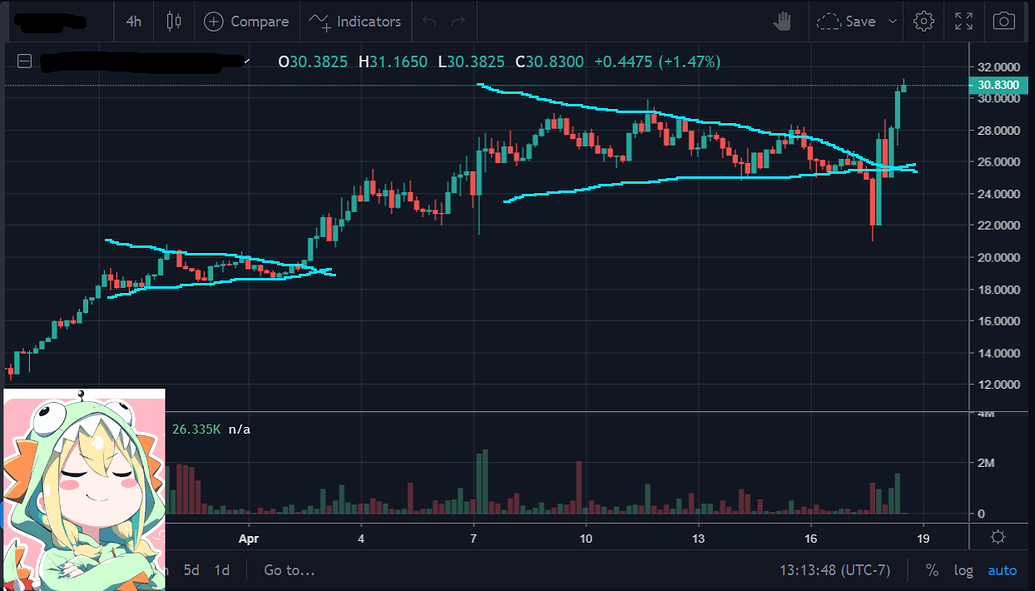 4h Compare Indicators Save
O30.3825 H31.1650 L30.3825 C30.8300 +0.4475 (+1.47%)
32.0000
30.8300
30.0000
28.0000
26.0000
24.0000
22.0000
20.0000
18.0000
16.0000
14.0000
12.0000
4M
26.335K n/a
2M
0
Apr 4 7 10 13 16 19
5d 1d Go to... 13:13:48 (UTC-7) % log auto